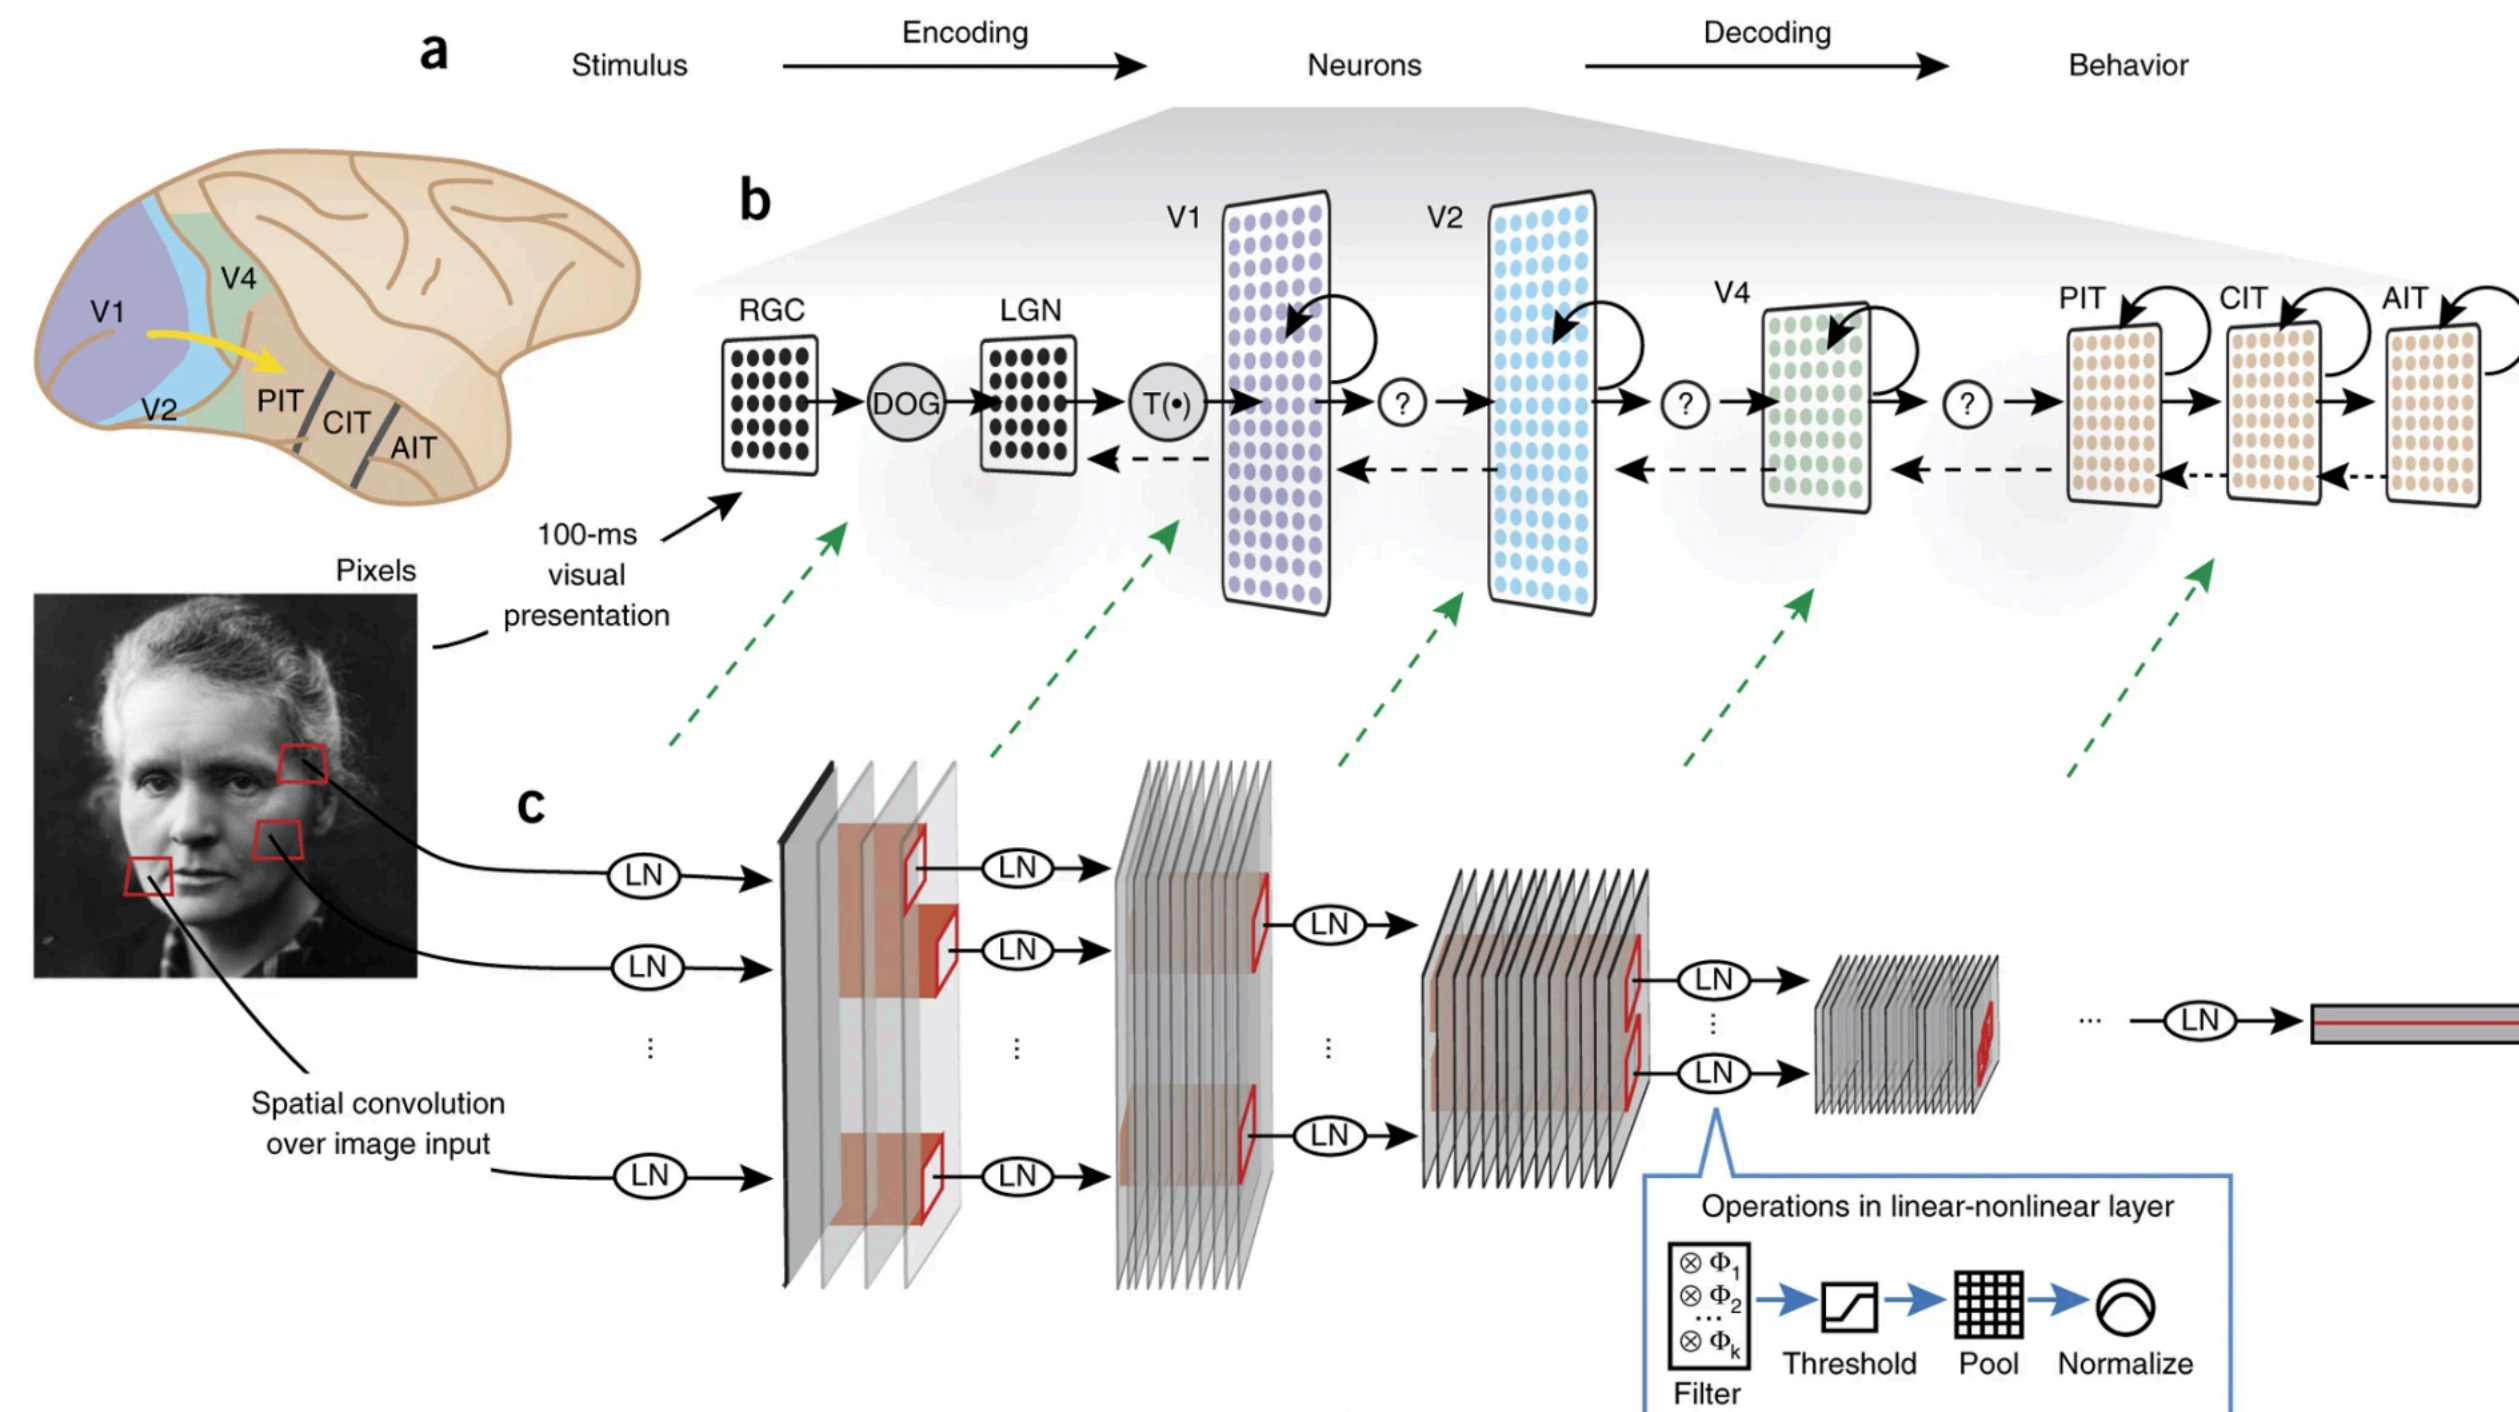 a
Stimulus
Encoding
Neurons
Decoding
Behavior
V1
V2
V4
PIT
CIT
AIT
b
RGC
DOG
LGN
T(•)
V1
?
V2
?
V4
?
PIT
CIT
AIT
Pixels
100-ms
visual
presentation
c
LN
LN
⋮
LN
Spatial convolution
over image input
LN
LN
⋮
LN
LN
⋮
LN
LN
⋮
LN
...
LN
Operations in linear-nonlinear layer
⊗ Φ1
⊗ Φ2
...
⊗ Φk
Filter
Threshold
Pool
Normalize